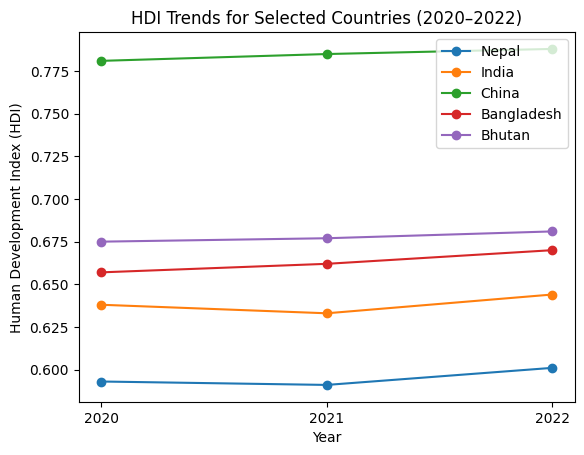 HDI Trends for Selected Countries (2020–2022)
Human Development Index (HDI)
0.775
0.750
0.725
0.700
0.675
0.650
0.625
0.600
Nepal
India
China
Bangladesh
Bhutan
2020
2021
2022
Year